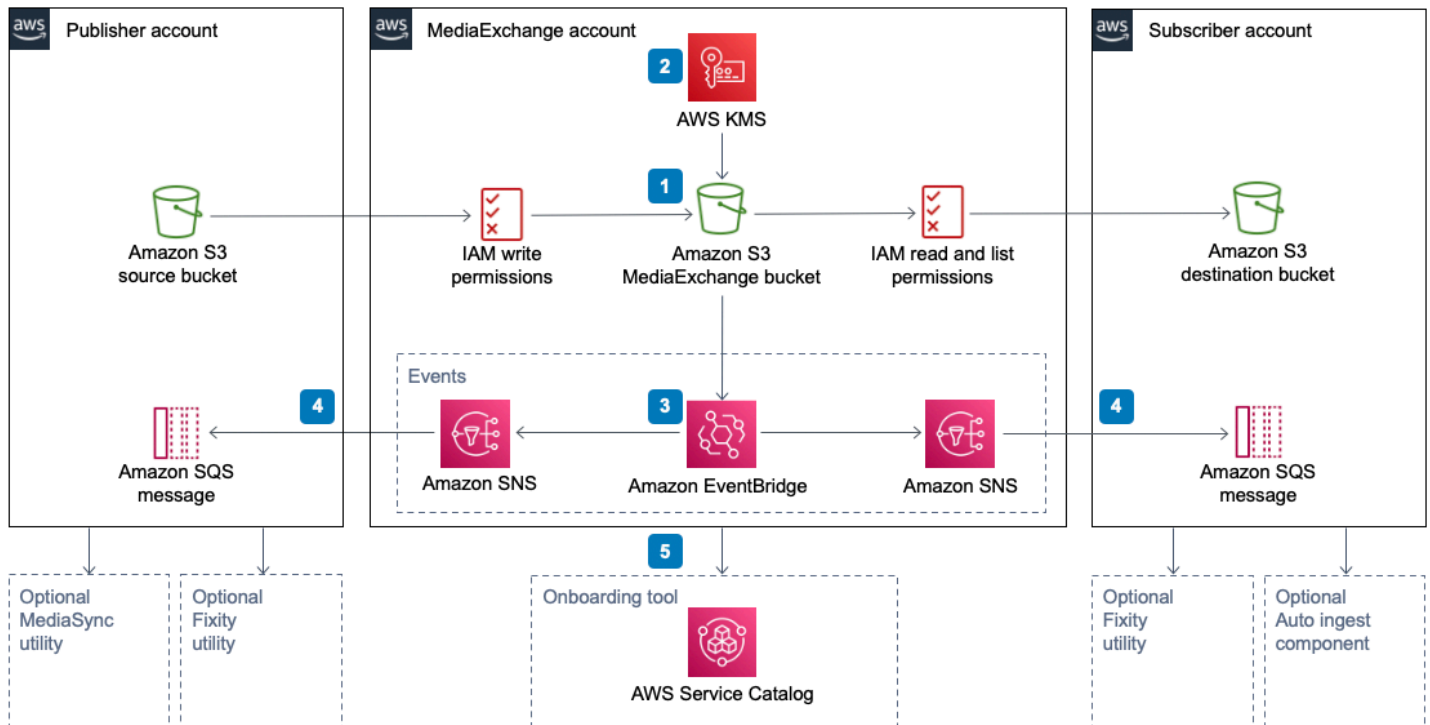 aws
Publisher account
aws
MediaExchange account
aws
Subscriber account
2
AWS KMS
1
Amazon S3
source bucket
IAM write
permissions
Amazon S3
MediaExchange bucket
IAM read and list
permissions
Amazon S3
destination bucket
Events
4
3
4
Amazon SQS
message
Amazon SNS
Amazon EventBridge
Amazon SNS
Amazon SQS
message
5
Optional
MediaSync
utility
Optional
Fixity
utility
Onboarding tool
AWS Service Catalog
Optional
Fixity
utility
Optional
Auto ingest
component